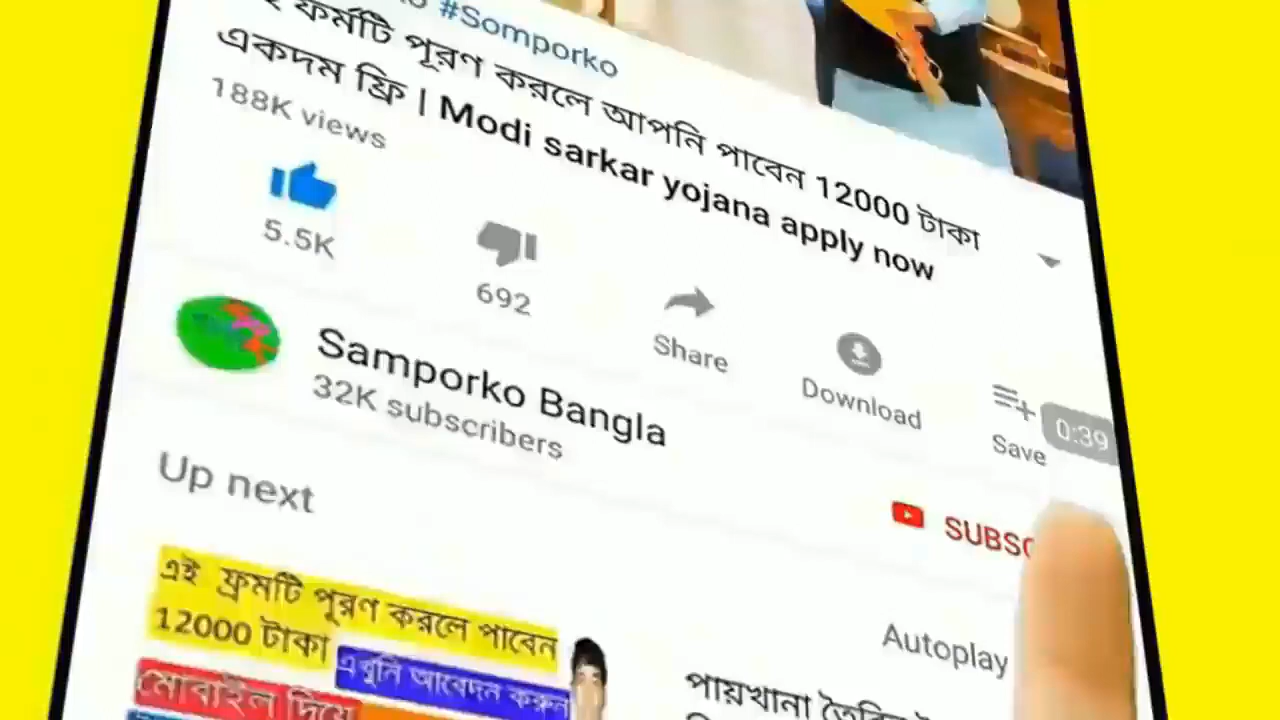 #Somporko
ফর্মটি পূরণ করলে আপনি পাবেন 12000 টাকা
একদম ফ্রি | Modi sarkar yojana apply now
188K views
5.5K
692
Share
Download
Save
0:39
Samporko Bangla
32K subscribers
SUBSC
Up next
Autoplay
এই ফ্রমটি পূরণ করলে পাবেন
12000 টাকা
এখুনি আবেদন করুন
মোবাইল দিয়ে
পায়খানা তৈরির